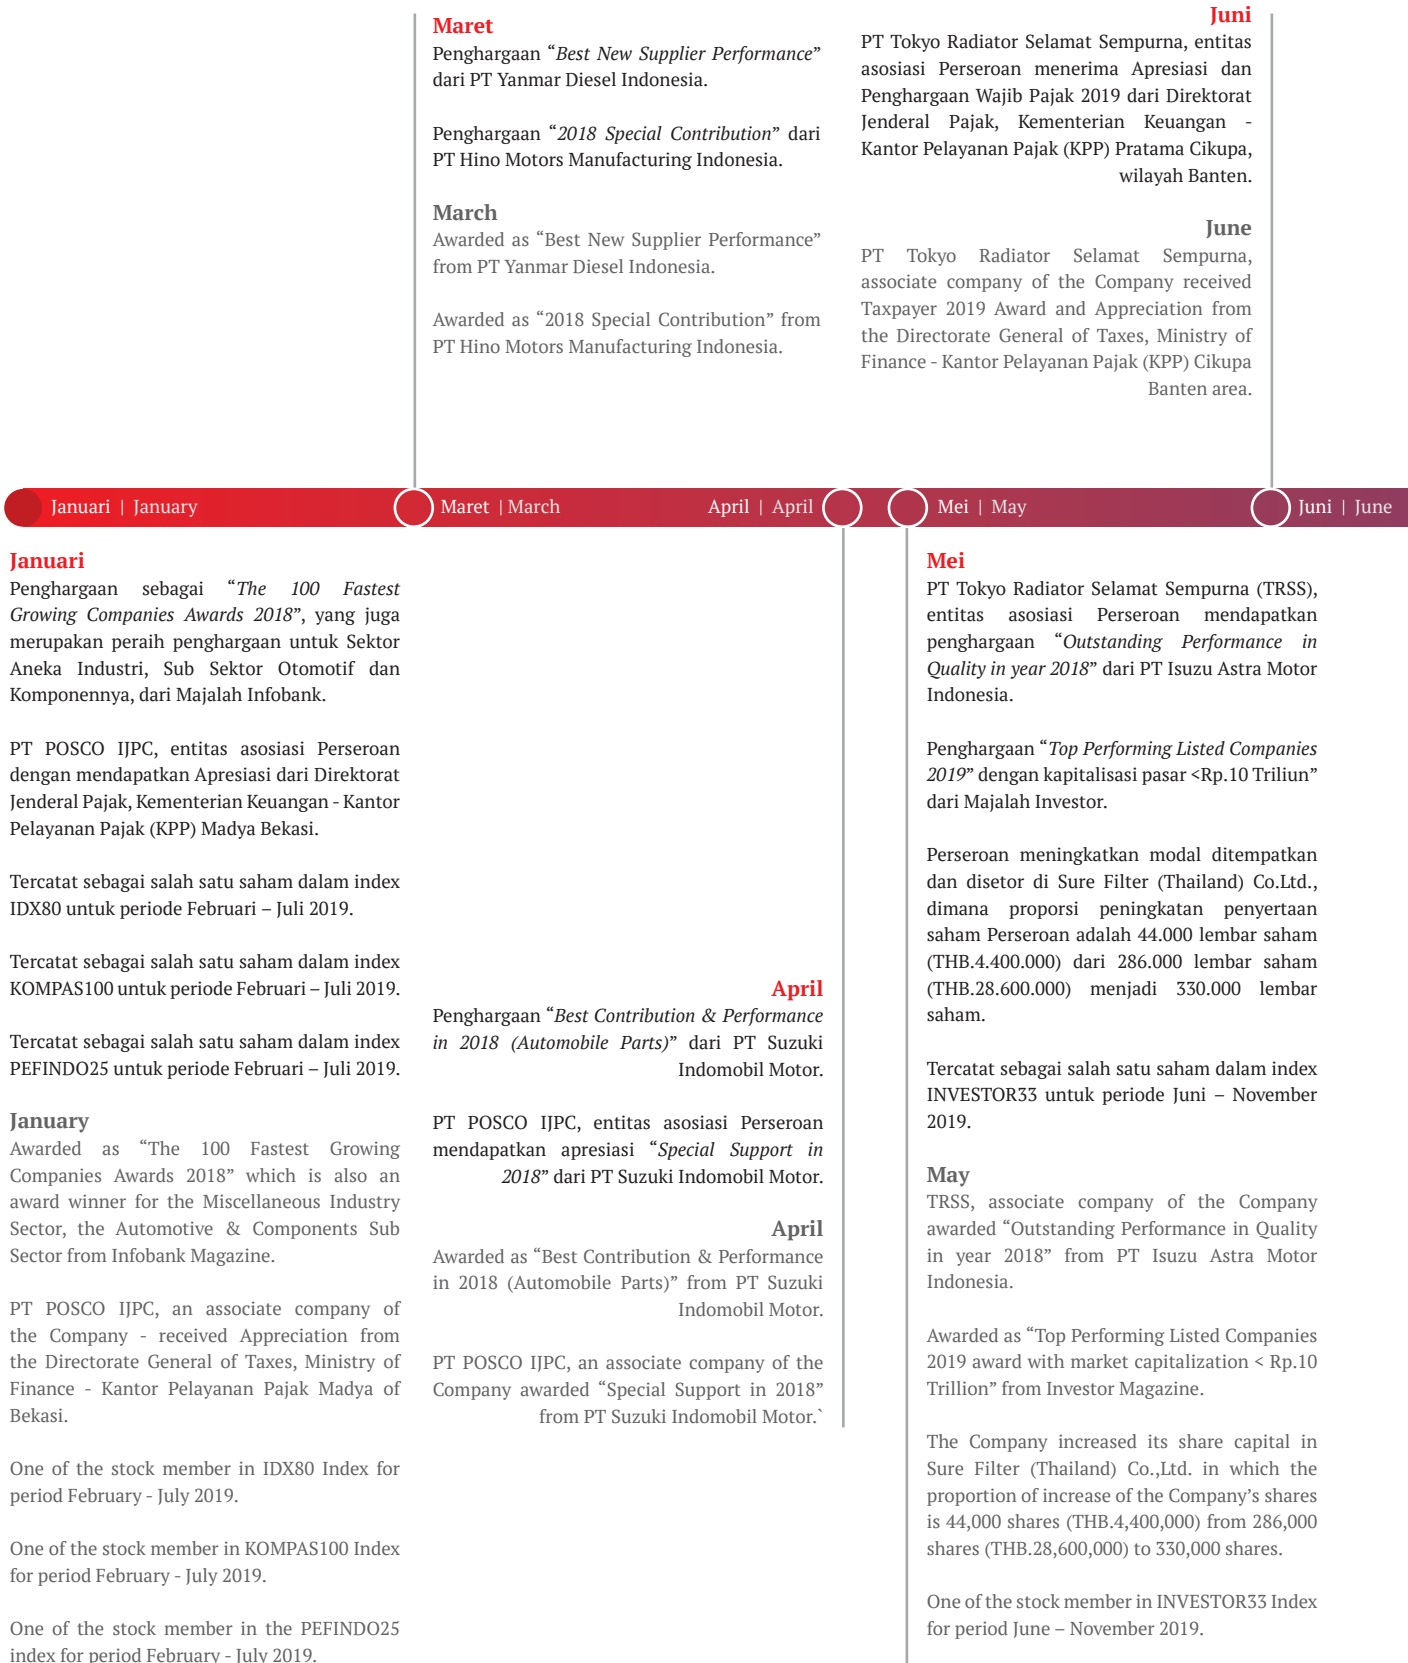 Maret
Penghargaan “Best New Supplier Performance”
dari PT Yanmar Diesel Indonesia.
Penghargaan “2018 Special Contribution” dari
PT Hino Motors Manufacturing Indonesia.
March
Awarded as “Best New Supplier Performance”
from PT Yanmar Diesel Indonesia.
Awarded as “2018 Special Contribution” from
PT Hino Motors Manufacturing Indonesia.
Juni
PT Tokyo Radiator Selamat Sempurna, entitas
asosiasi Perseroan menerima Apresiasi dan
Penghargaan Wajib Pajak 2019 dari Direktorat
Jenderal Pajak, Kementerian Keuangan -
Kantor Pelayanan Pajak (KPP) Pratama Cikupa,
wilayah Banten.
June
PT Tokyo Radiator Selamat Sempurna,
associate company of the Company received
Taxpayer 2019 Award and Appreciation from
the Directorate General of Taxes, Ministry of
Finance - Kantor Pelayanan Pajak (KPP) Cikupa
Banten area.
Januari | January
Maret | March
April | April
Mei | May
Juni | June
Januari
Penghargaan sebagai “The 100 Fastest
Growing Companies Awards 2018”, yang juga
merupakan peraih penghargaan untuk Sektor
Aneka Industri, Sub Sektor Otomotif dan
Komponennya, dari Majalah Infobank.
PT POSCO IJPC, entitas asosiasi Perseroan
dengan mendapatkan Apresiasi dari Direktorat
Jenderal Pajak, Kementerian Keuangan - Kantor
Pelayanan Pajak (KPP) Madya Bekasi.
Tercatat sebagai salah satu saham dalam index
IDX80 untuk periode Februari – Juli 2019.
Tercatat sebagai salah satu saham dalam index
KOMPAS100 untuk periode Februari – Juli 2019.
Tercatat sebagai salah satu saham dalam index
PEFINDO25 untuk periode Februari – Juli 2019.
January
Awarded as “The 100 Fastest Growing
Companies Awards 2018” which is also an
award winner for the Miscellaneous Industry
Sector, the Automotive & Components Sub
Sector from Infobank Magazine.
PT POSCO IJPC, an associate company of
the Company - received Appreciation from
the Directorate General of Taxes, Ministry of
Finance - Kantor Pelayanan Pajak Madya of
Bekasi.
One of the stock member in IDX80 Index for
period February - July 2019.
One of the stock member in KOMPAS100 Index
for period February - July 2019.
One of the stock member in the PEFINDO25
index for period February - July 2019.
April
Penghargaan “Best Contribution & Performance
in 2018 (Automobile Parts)” dari PT Suzuki
Indomobil Motor.
PT POSCO IJPC, entitas asosiasi Perseroan
mendapatkan apresiasi “Special Support in
2018” dari PT Suzuki Indomobil Motor.
April
Awarded as “Best Contribution & Performance
in 2018 (Automobile Parts)” from PT Suzuki
Indomobil Motor.
PT POSCO IJPC, an associate company of the
Company awarded “Special Support in 2018”
from PT Suzuki Indomobil Motor.`
Mei
PT Tokyo Radiator Selamat Sempurna (TRSS),
entitas asosiasi Perseroan mendapatkan
penghargaan “Outstanding Performance in
Quality in year 2018” dari PT Isuzu Astra Motor
Indonesia.
Penghargaan “Top Performing Listed Companies
2019” dengan kapitalisasi pasar <Rp.10 Triliun”
dari Majalah Investor.
Perseroan meningkatkan modal ditempatkan
dan disetor di Sure Filter (Thailand) Co.Ltd.,
dimana proporsi peningkatan penyertaan
saham Perseroan adalah 44.000 lembar saham
(THB.4.400.000) dari 286.000 lembar saham
(THB.28.600.000) menjadi 330.000 lembar
saham.
Tercatat sebagai salah satu saham dalam index
INVESTOR33 untuk periode Juni – November
2019.
May
TRSS, associate company of the Company
awarded “Outstanding Performance in Quality
in year 2018” from PT Isuzu Astra Motor
Indonesia.
Awarded as “Top Performing Listed Companies
2019 award with market capitalization < Rp.10
Trillion” from Investor Magazine.
The Company increased its share capital in
Sure Filter (Thailand) Co.,Ltd. in which the
proportion of increase of the Company’s shares
is 44,000 shares (THB.4,400,000) from 286,000
shares (THB.28,600,000) to 330,000 shares.
One of the stock member in INVESTOR33 Index
for period June – November 2019.